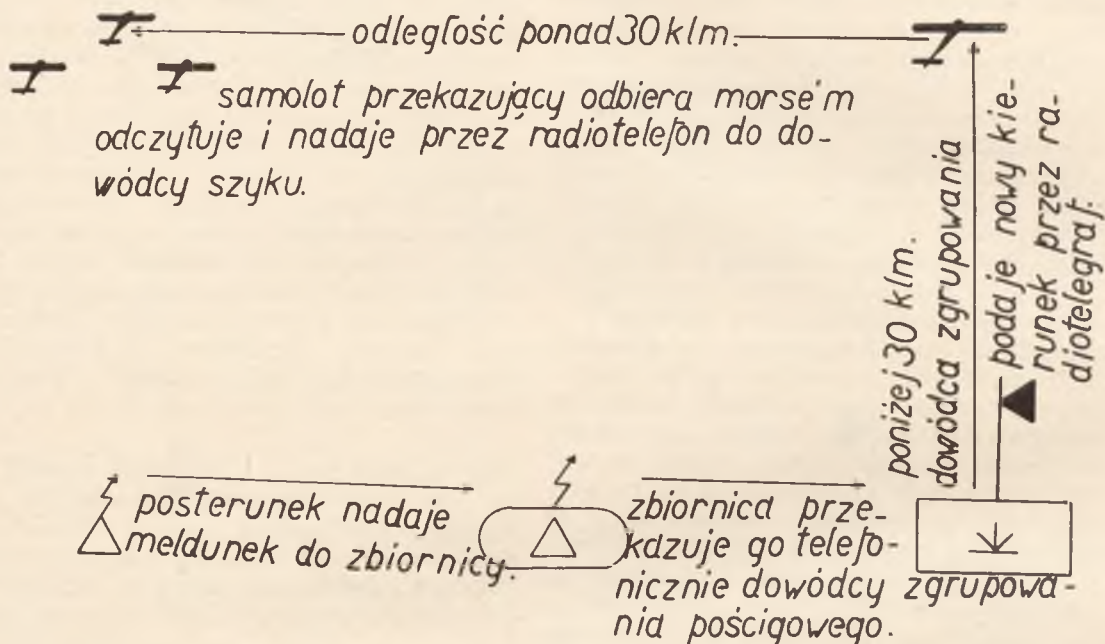 odległość ponad 30 klm.
samolot przekazujący odbiera morse'm
odczytuje i nadaje przez radiotelefon do do-
wódcy szyku.
poniżej 30 klm.
dowódca zgrupowania
podaje nowy kie-
runek przez ra-
diotelegraf.
posterunek nadaje
meldunek do zbiornicy.
zbiornica prze-
kazuje go telefo-
nicznie dowódcy zgrupowa-
nia pościgowego.